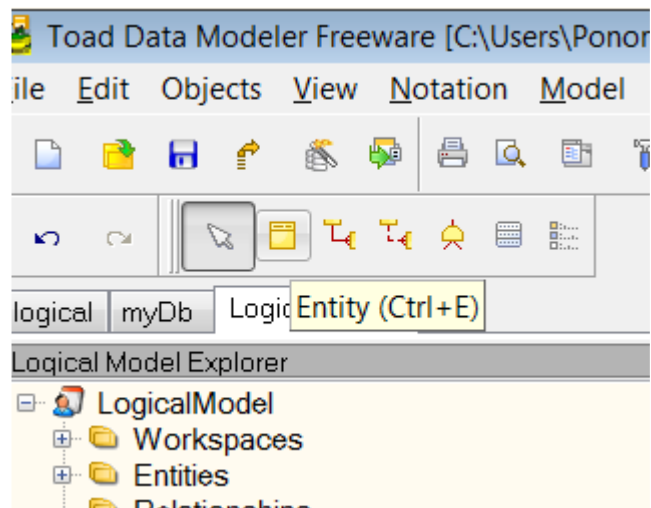 Toad Data Modeler Freeware [C:\Users\Ponor
ile Edit Objects View Notation Model
logical myDb Logic
Entity (Ctrl+E)
Logical Model Explorer
LogicalModel
Workspaces
Entities
Relationships